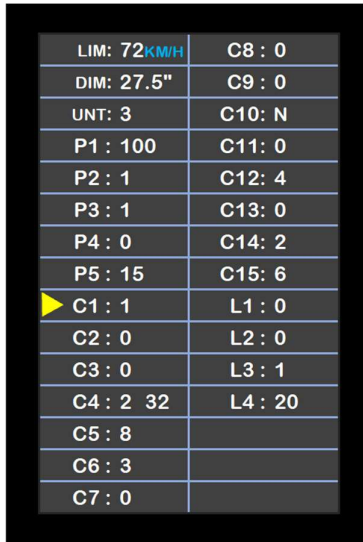 LIM: 72KM/H
DIM: 27.5"
UNT: 3
P1 : 100
P2 : 1
P3 : 1
P4 : 0
P5 : 15
C1 : 1
C2 : 0
C3 : 0
C4 : 2 32
C5 : 8
C6 : 3
C7 : 0
C8 : 0
C9 : 0
C10: N
C11: 0
C12: 4
C13: 0
C14: 2
C15: 6
L1 : 0
L2 : 0
L3 : 1
L4 : 20